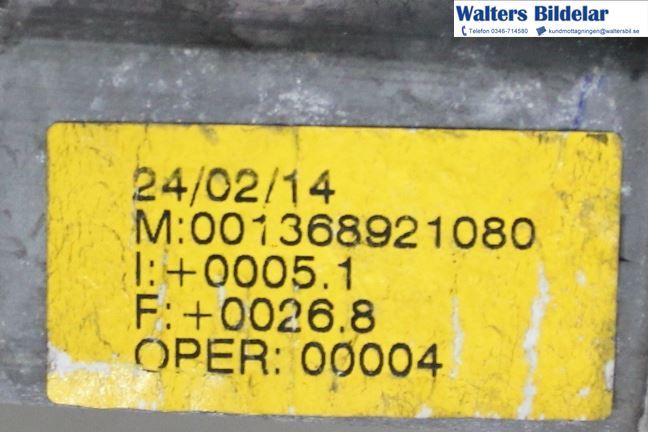 Walters Bildelar
Telefon 0346-714580 kundmottagningen@waltersbil.se
24/02/14
M:001368921080
I:+0005.1
F:+0026.8
OPER: 00004